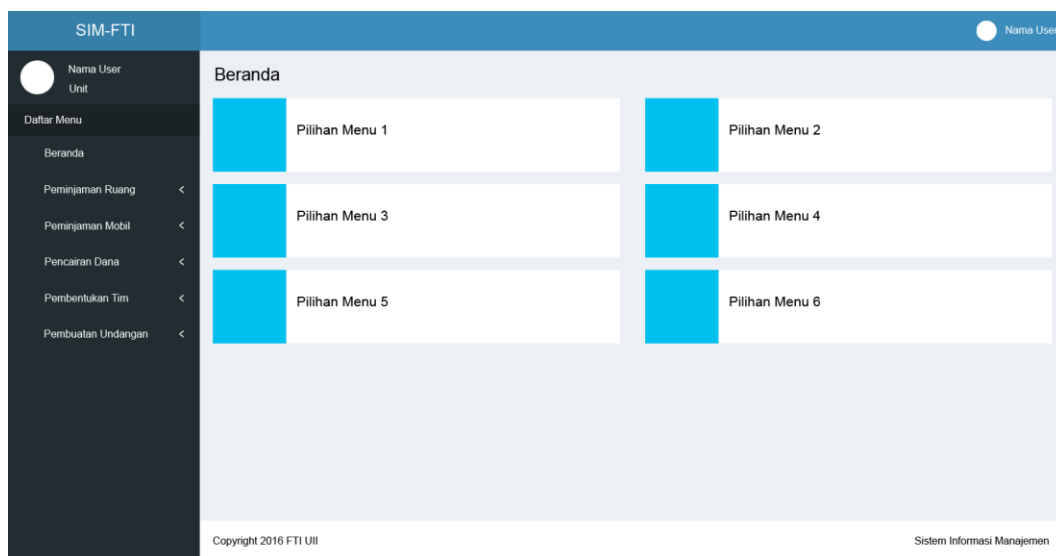 SIM-FTI
Nama User
Nama User
Unit
Daftar Menu
Beranda
Peminjaman Ruang
Peminjaman Mobil
Pencairan Dana
Pembentukan Tim
Pembuatan Undangan
Beranda
Pilihan Menu 1
Pilihan Menu 2
Pilihan Menu 3
Pilihan Menu 4
Pilihan Menu 5
Pilihan Menu 6
Copyright 2016 FTI UII
Sistem Informasi Manajemen